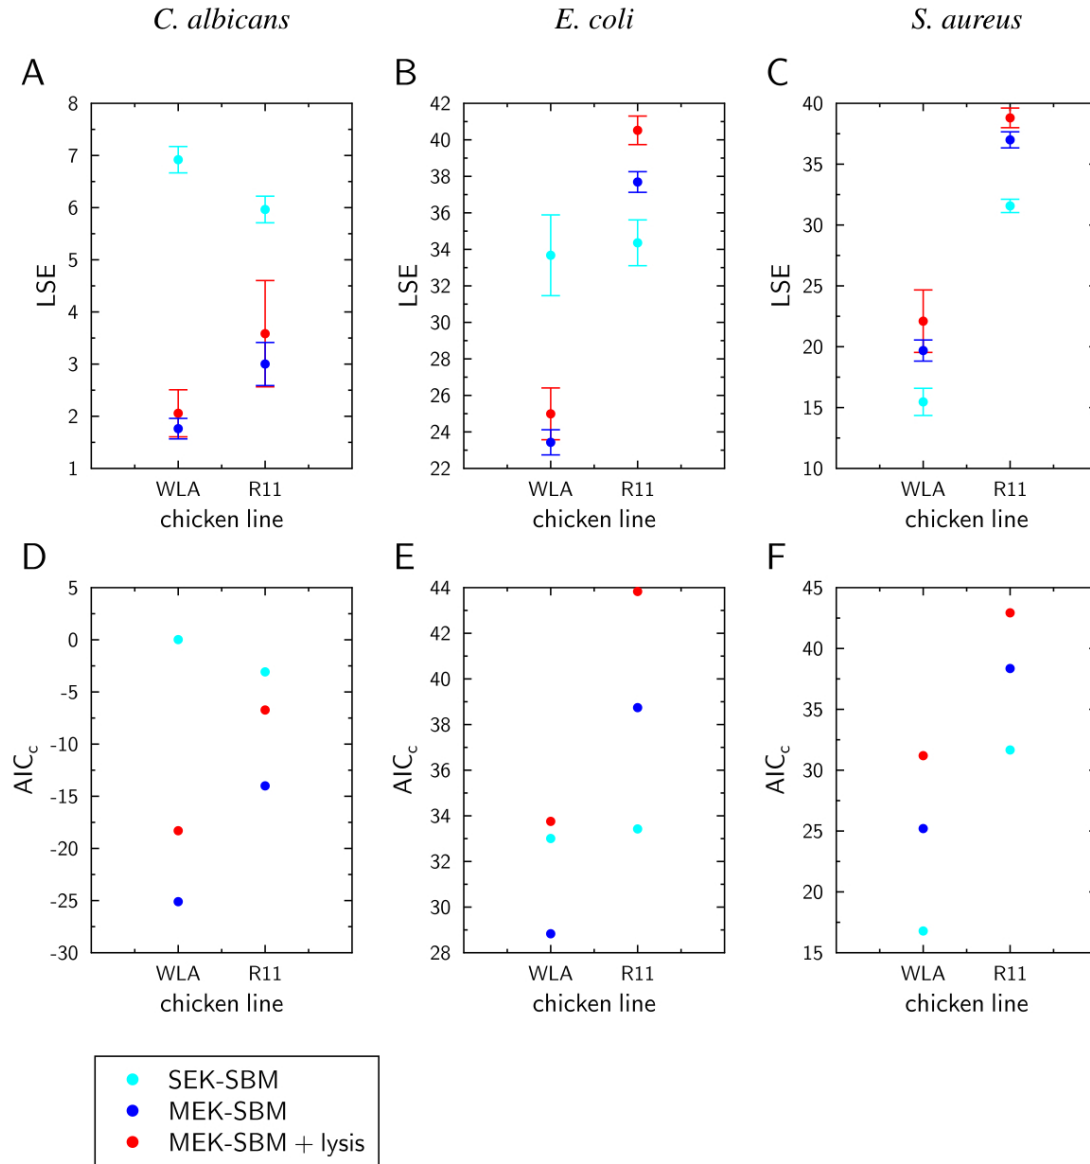 C. albicans E. coli S. aureus
A B C
8 7 6 5 4 3 2 1
LSE
WLA R11
chicken line
42 40 38 36 34 32 30 28 26 24 22
LSE
WLA R11
chicken line
40 35 30 25 20 15 10
LSE
WLA R11
chicken line
D E F
5 0 -5 -10 -15 -20 -25 -30
AICc
WLA R11
chicken line
44 42 40 38 36 34 32 30 28
AICc
WLA R11
chicken line
45 40 35 30 25 20 15
AICc
WLA R11
chicken line
SEK-SBM
MEK-SBM
MEK-SBM + lysis